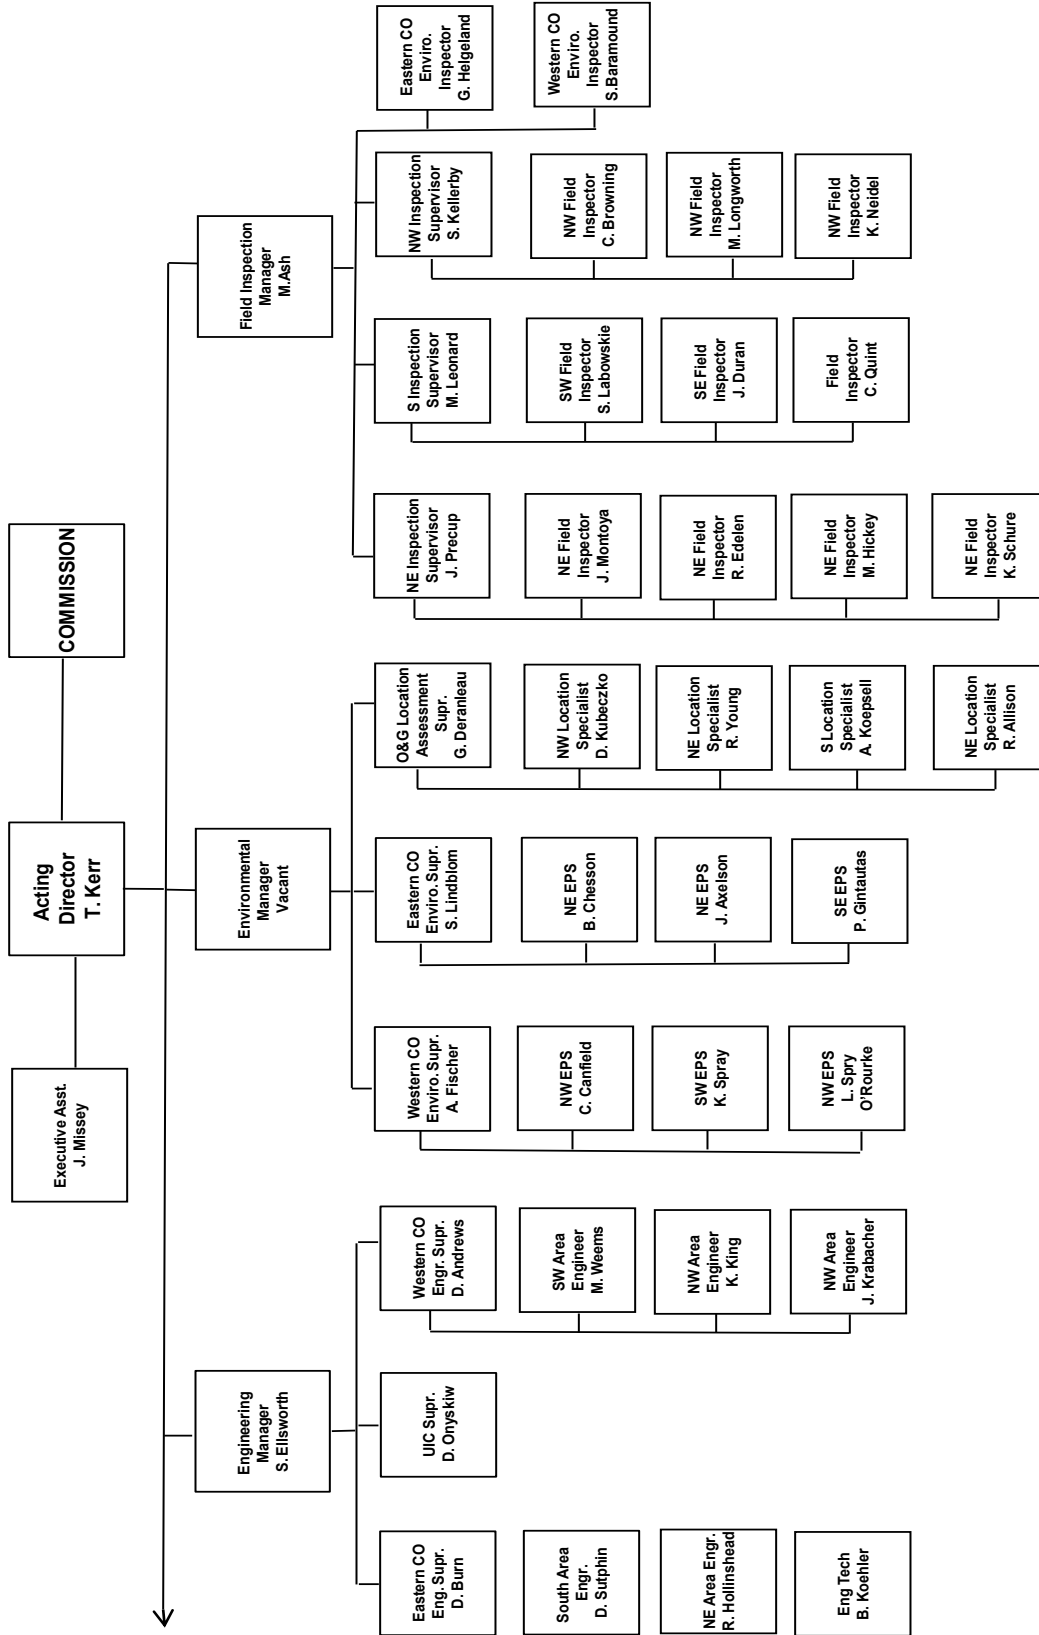 COMMISSION
Executive Asst.
J. Missey
Acting
Director
T. Kerr
Engineering
Manager
S. Ellsworth
Environmental
Manager
Vacant
Field Inspection
Manager
M.Ash
Eastern CO
Eng. Supr.
D. Burn
South Area
Engr.
D. Sutphin
NE Area Engr.
R. Hollinshead
Eng Tech
B. Koehler
UIC Supr.
D. Onyskiw
Western CO
Engr. Supr.
D. Andrews
SW Area
Engineer
M. Weems
NW Area
Engineer
K. King
NW Area
Engineer
J. Krabacher
Western CO
Enviro. Supr.
A. Fischer
NW EPS
C. Canfield
SW EPS
K. Spray
NW EPS
L. Spry
O'Rourke
Eastern CO
Enviro. Supr.
S. Lindblom
NE EPS
B. Chesson
NE EPS
J. Axelson
SE EPS
P. Gintautas
O&G Location
Assessment
Supr.
G. Deranleau
NW Location
Specialist
D. Kubeczko
NE Location
Specialist
R. Young
S Location
Specialist
A. Koepsell
NE Location
Specialist
R. Allison
NE Inspection
Supervisor
J. Precup
NE Field
Inspector
J. Montoya
NE Field
Inspector
R. Edelen
NE Field
Inspector
M. Hickey
NE Field
Inspector
K. Schure
S Inspection
Supervisor
M. Leonard
SW Field
Inspector
S. Labowskie
SE Field
Inspector
J. Duran
Field
Inspector
C. Quint
NW Inspection
Supervisor
S. Kellerby
NW Field
Inspector
C. Browning
NW Field
Inspector
M. Longworth
NW Field
Inspector
K. Neidel
Eastern CO
Enviro.
Inspector
G. Helgeland
Western CO
Enviro.
Inspector
S.Baramound